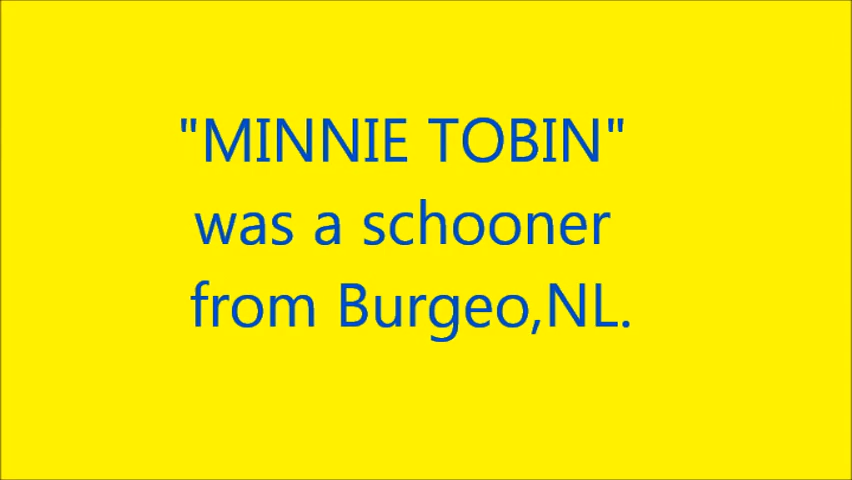 "MINNIE TOBIN"
was a schooner
from Burgeo,NL.